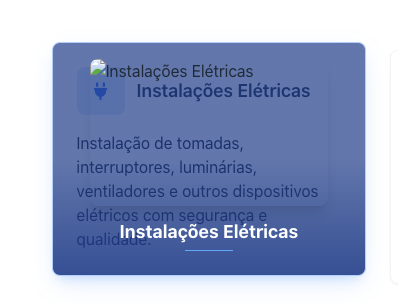 Instalações Elétricas
Instalações Elétricas
Instalação de tomadas,
interruptores, luminárias,
ventiladores e outros dispositivos
elétricos com segurança e
qualidade.
Instalações Elétricas